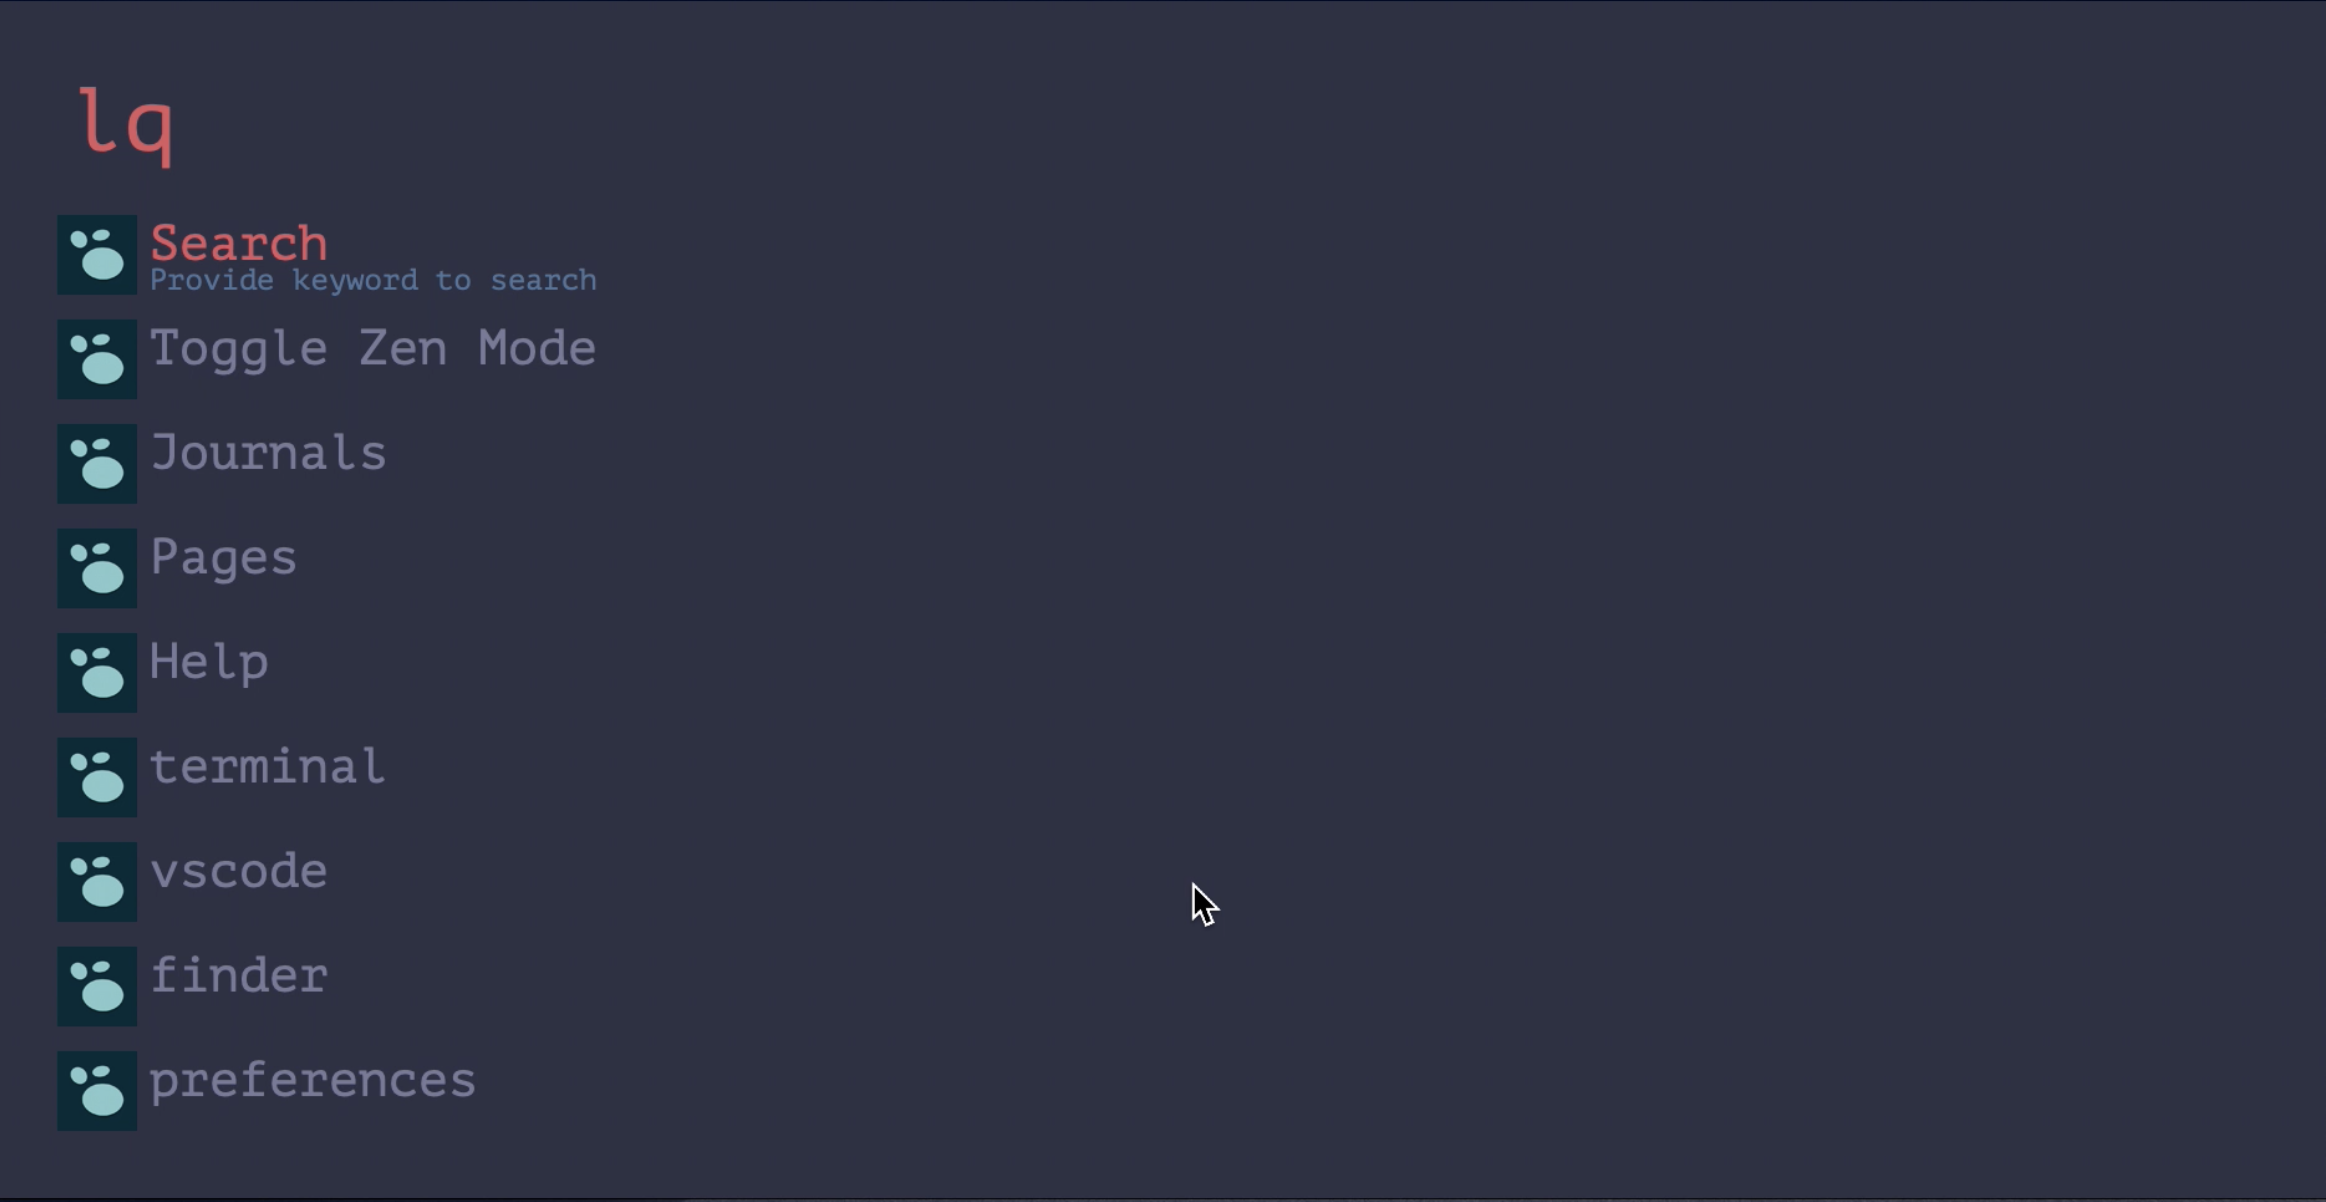 lq
Search
Provide keyword to search
Toggle Zen Mode
Journals
Pages
Help
terminal
vscode
finder
preferences